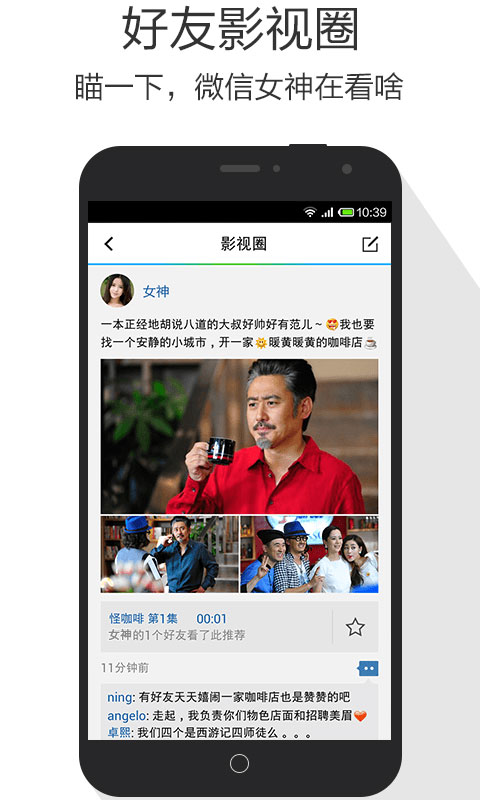 好友影视圈
瞄一下，微信女神在看啥
10:39
影视圈
女神
一本正经地胡说八道的大叔好帅好有范儿~😍我也要
找一个安静的小城市，开一家🌞暖黄暖黄的咖啡店☕
怪咖啡 第1集 00:01
女神的1个好友看了此推荐
11分钟前
ning: 有好友天天嬉闹一家咖啡店也是赞赞的吧
angelo: 走起，我负责你们物色店面和招聘美眉❤
卓熙: 我们四个是西游记四师徒么。。。